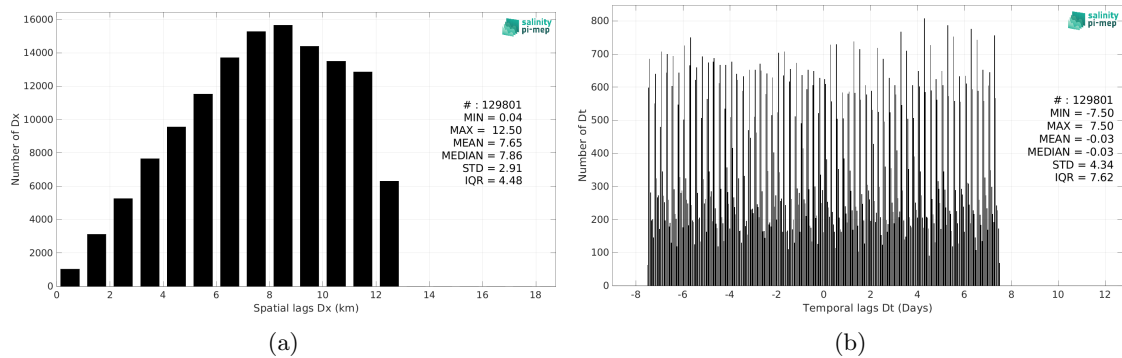 16000
14000
12000
10000
8000
6000
4000
2000
0
Number of Dx
0
2
4
6
8
10
12
14
16
18
Spatial lags Dx (km)
salinity
pi-mep
# : 129801
MIN = 0.04
MAX = 12.50
MEAN = 7.65
MEDIAN = 7.86
STD = 2.91
IQR = 4.48
(a)
800
700
600
500
400
300
200
100
0
Number of Dt
-8
-6
-4
-2
0
2
4
6
8
10
12
Temporal lags Dt (Days)
salinity
pi-mep
# : 129801
MIN = -7.50
MAX = 7.50
MEAN = -0.03
MEDIAN = -0.03
STD = 4.34
IQR = 7.62
(b)